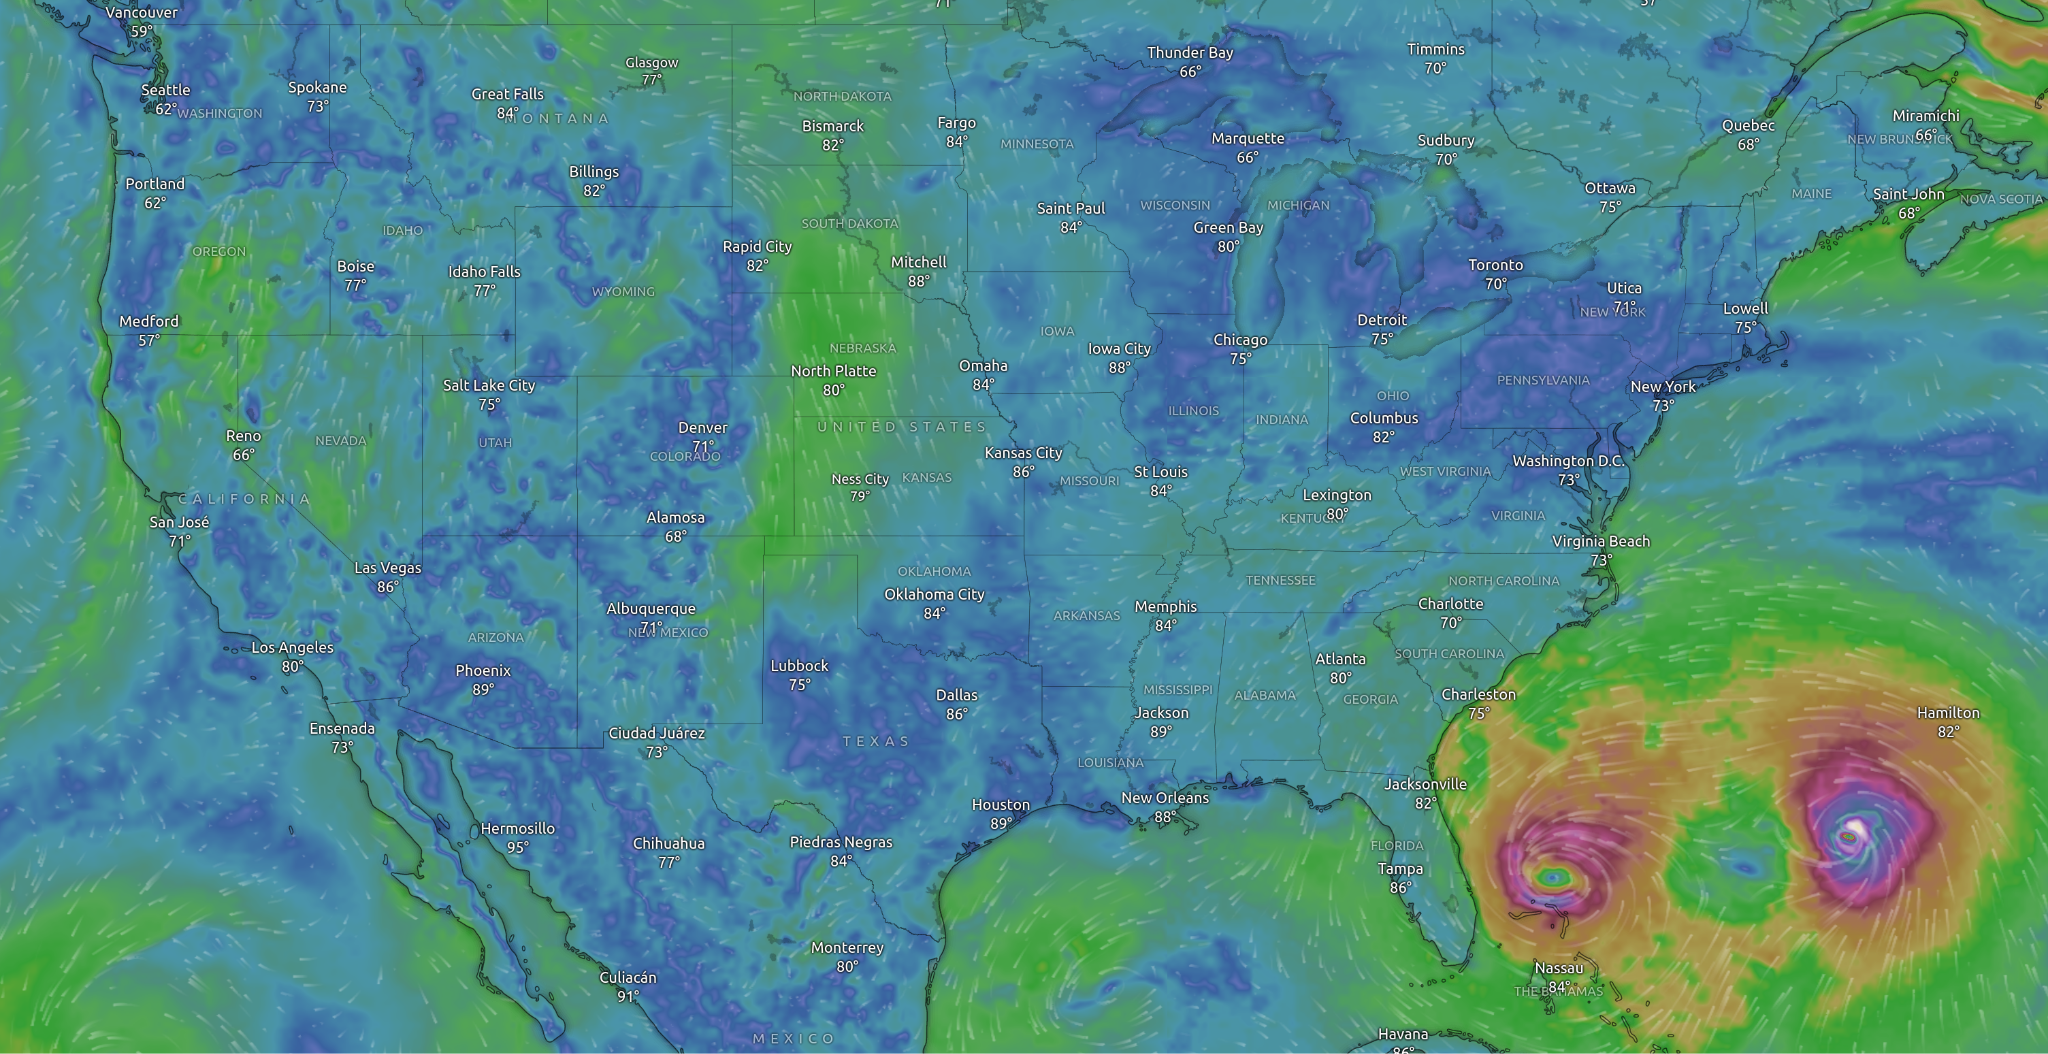 Vancouver
59°
71°
Glasgow
77°
Thunder Bay
66°
Timmins
70°
Seattle
62°
WASHINGTON
Spokane
73°
Great Falls
84°
MONTANA
NORTH DAKOTA
Bismarck
82°
Fargo
84°
MINNESOTA
Marquette
66°
Sudbury
70°
Quebec
68°
Miramichi
66°
NEW BRUNSWICK
Portland
62°
Billings
82°
Saint Paul
84°
WISCONSIN
MICHIGAN
Ottawa
75°
MAINE
Saint John
68°
NOVA SCOTIA
OREGON
IDAHO
SOUTH DAKOTA
Green Bay
80°
Boise
77°
Idaho Falls
77°
WYOMING
Rapid City
82°
Mitchell
88°
Toronto
70°
Utica
71°
NEW YORK
Lowell
75°
Medford
57°
IOWA
Iowa City
88°
Chicago
75°
Detroit
75°
NEBRASKA
North Platte
80°
Omaha
84°
Salt Lake City
75°
PENNSYLVANIA
New York
73°
OHIO
Columbus
82°
ILLINOIS
INDIANA
Reno
66°
NEVADA
UTAH
Denver
71°
COLORADO
UNITED STATES
Kansas City
86°
MISSOURI
St Louis
84°
WEST VIRGINIA
Washington D.C.
73°
Ness City
79°
KANSAS
CALIFORNIA
San José
71°
Lexington
80°
KENTUCKY
VIRGINIA
Alamosa
68°
Virginia Beach
73°
Las Vegas
86°
OKLAHOMA
Oklahoma City
84°
TENNESSEE
NORTH CAROLINA
Albuquerque
71°
NEW MEXICO
ARKANSAS
Memphis
84°
Charlotte
70°
ARIZONA
Los Angeles
80°
Phoenix
89°
Lubbock
75°
Atlanta
80°
SOUTH CAROLINA
Dallas
86°
MISSISSIPPI
ALABAMA
GEORGIA
Charleston
75°
Jackson
89°
Hamilton
82°
Ensenada
73°
Ciudad Juárez
73°
TEXAS
LOUISIANA
Jacksonville
82°
Houston
89°
New Orleans
88°
Hermosillo
95°
Chihuahua
77°
Piedras Negras
84°
FLORIDA
Tampa
86°
Monterrey
80°
Culiacán
91°
Nassau
84°
THE BAHAMAS
MEXICO
Havana
86°